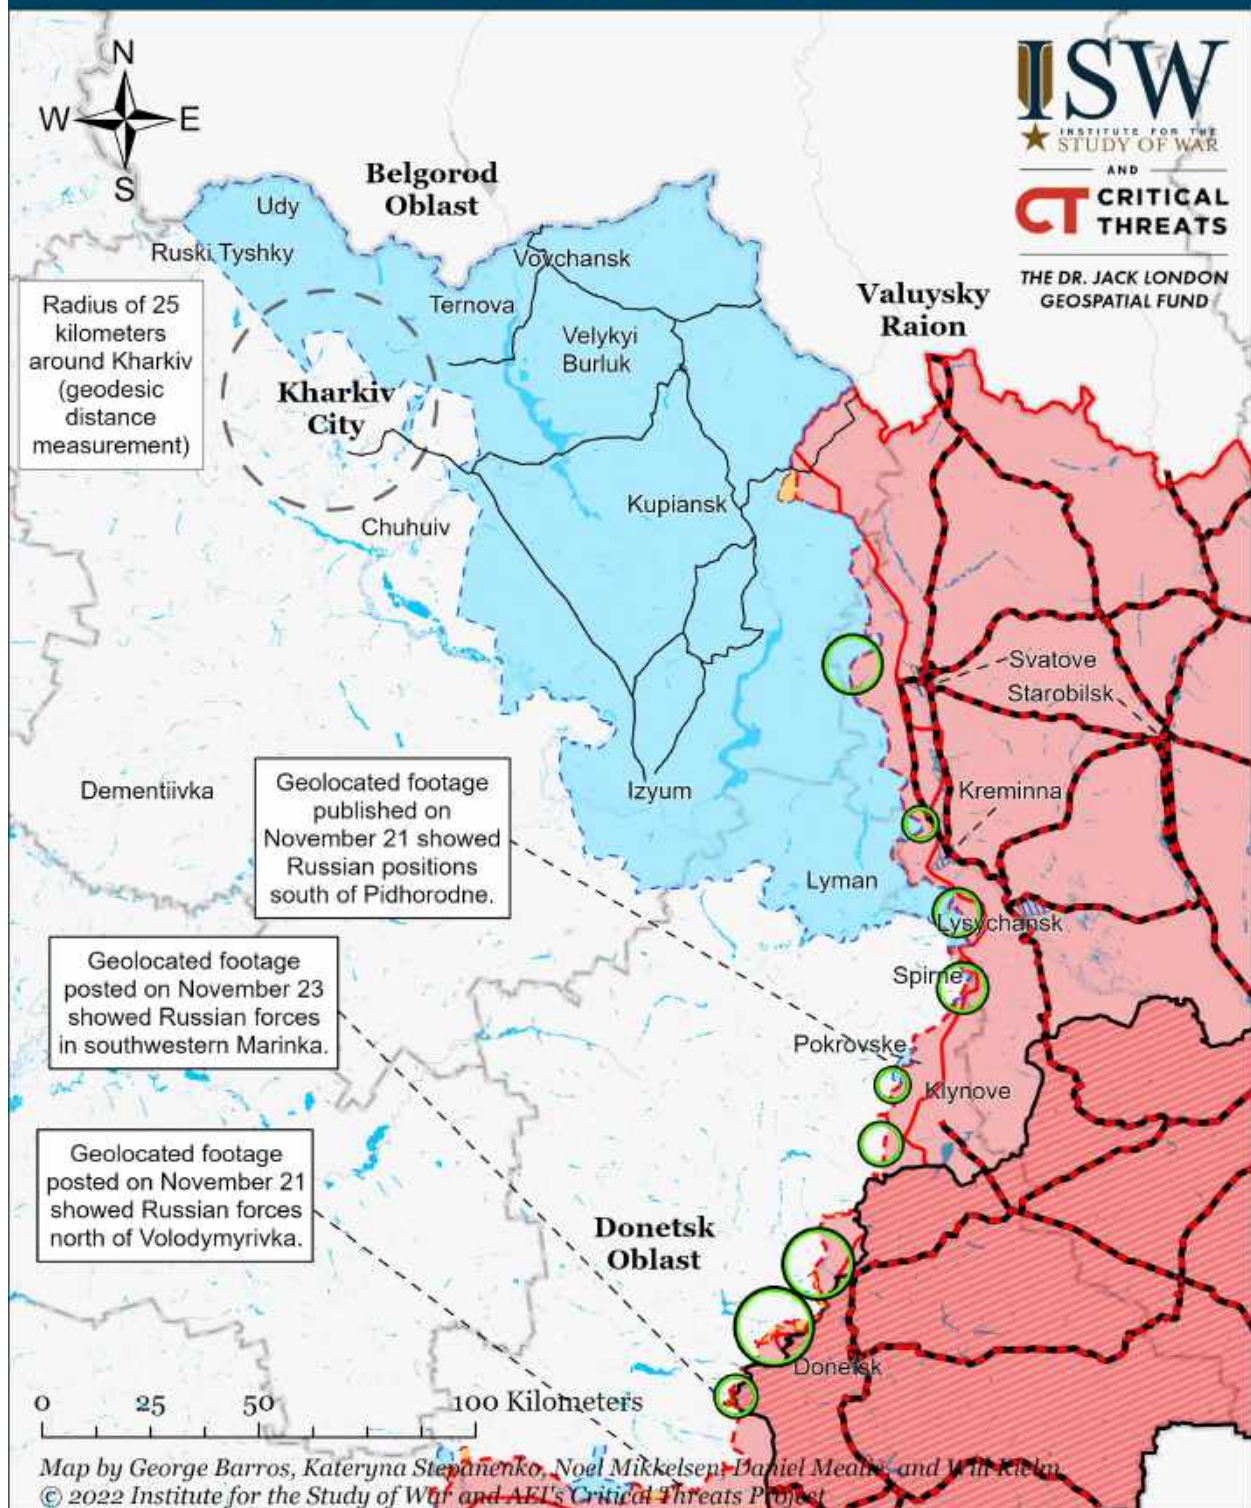 N
W
E
S
ISW
INSTITUTE FOR THE
STUDY OF WAR
AND
CT CRITICAL
THREATS
THE DR. JACK LONDON
GEOSPATIAL FUND
Belgorod
Oblast
Udy
Ruski Tyshky
Vovchansk
Ternova
Valuysky
Raion
Radius of 25
kilometers
around Kharkiv
(geodesic
distance
measurement)
Velykyi
Burluk
Kharkiv
City
Kupiansk
Chuhuiv
Svatove
Starobilsk
Dementiivka
Izyum
Kreminna
Geolocated footage
published on
November 21 showed
Russian positions
south of Pidhorodne.
Lyman
Lysychansk
Spirne
Geolocated footage
posted on November 23
showed Russian forces
in southwestern Marinka.
Pokrovske
Klynove
Geolocated footage
posted on November 21
showed Russian forces
north of Volodymyrivka.
Donetsk
Oblast
Donetsk
0 25 50 100 Kilometers
Map by George Barros, Kateryna Stepanenko, Noel Mikkelsen, Daniel Mealie, and Will Kielm
© 2022 Institute for the Study of War and AEI's Critical Threats Project